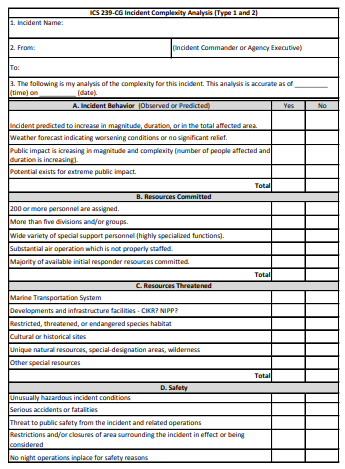 ICS 239-CG Incident Complexity Analysis (Type 1 and 2)
1. Incident Name:
2. From:
(Incident Commander or Agency Executive)
To:
3. The following is my analysis of the complexity for this incident. This analysis is accurate as of ________
(time) on _________ (date).
A. Incident Behavior (Observed or Predicted) Yes No
Incident predicted to increase in magnitude, duration, or in the total affected area.
Weather forecast indicating worsening conditions or no significant relief.
Public impact is icreasing in magnitude and complexity (number of people affected and
duration is increasing).
Potential exists for extreme public impact.
Total
B. Resources Committed
200 or more personnel are assigned.
More than five divisions and/or groups.
Wide variety of special support personnel (highly specialized functions).
Substantial air operation which is not properly staffed.
Majority of available initial responder resources committed.
Total
C. Resources Threatened
Marine Transportation System
Developments and infrastructure facilities - CIKR? NIPP?
Restricted, threatened, or endangered species habitat
Cultural or historical sites
Unique natural resources, special-designation areas, wilderness
Other special resources
Total
D. Safety
Unusually hazardous incident conditions
Serious accidents or fatalities
Threat to public safety from the incident and related operations
Restrictions and/or closures of area surrounding the incident in effect or being
considered
No night operations inplace for safety reasons